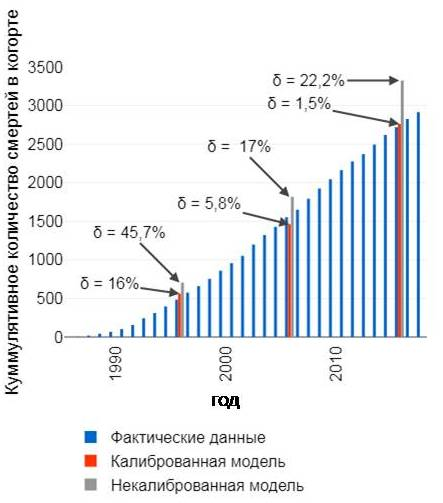 Куммулятивное количество смертей в когорте
3500
3000
2500
2000
1500
1000
500
0
δ = 22,2%
δ = 1,5%
δ = 17%
δ = 5,8%
δ = 45,7%
δ = 16%
1990
2000
2010
год
Фактические данные
Калиброванная модель
Некалиброванная модель